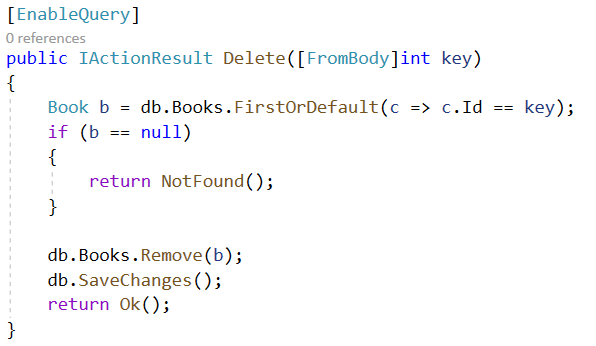 [EnableQuery]
0 references
public IActionResult Delete([FromBody]int key)
{
    Book b = db.Books.FirstOrDefault(c => c.Id == key);
    if (b == null)
    {
        return NotFound();
    }

    db.Books.Remove(b);
    db.SaveChanges();
    return Ok();
}